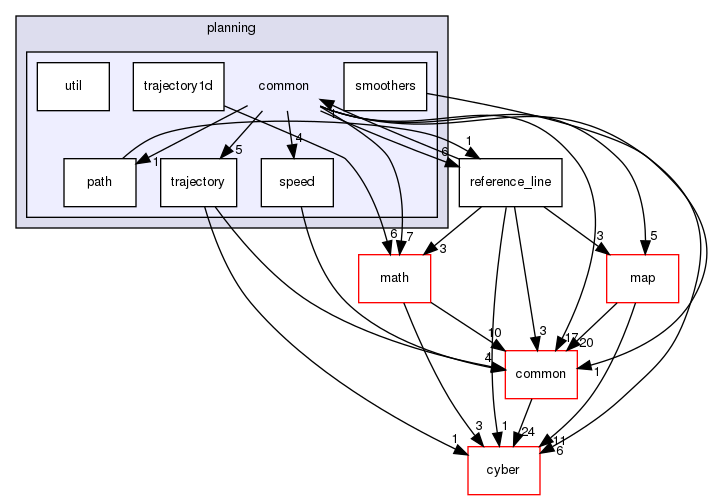 planning
util
trajectory1d
common
smoothers
1
4
5
1
6
1
path
trajectory
speed
reference_line
6
7
3
3
5
math
map
10
3
17
20
4
common
1
3
1
24
11
1
6
cyber